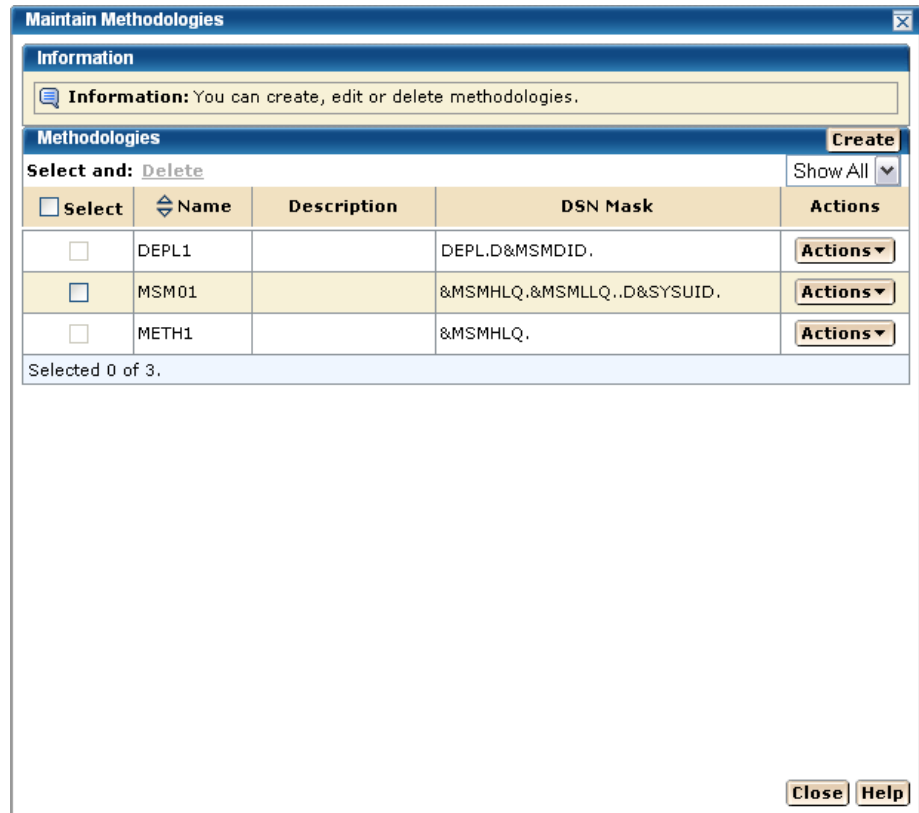 Maintain Methodologies
Information
Information: You can create, edit or delete methodologies.
Methodologies Create
Select and: Delete Show All
Select Name Description DSN Mask Actions
DEPL1 DEPL.D&MSMDID. Actions
MSM01 &MSMHLQ.&MSMLLQ..D&SYSUID. Actions
METH1 &MSMHLQ. Actions
Selected 0 of 3.
Close Help